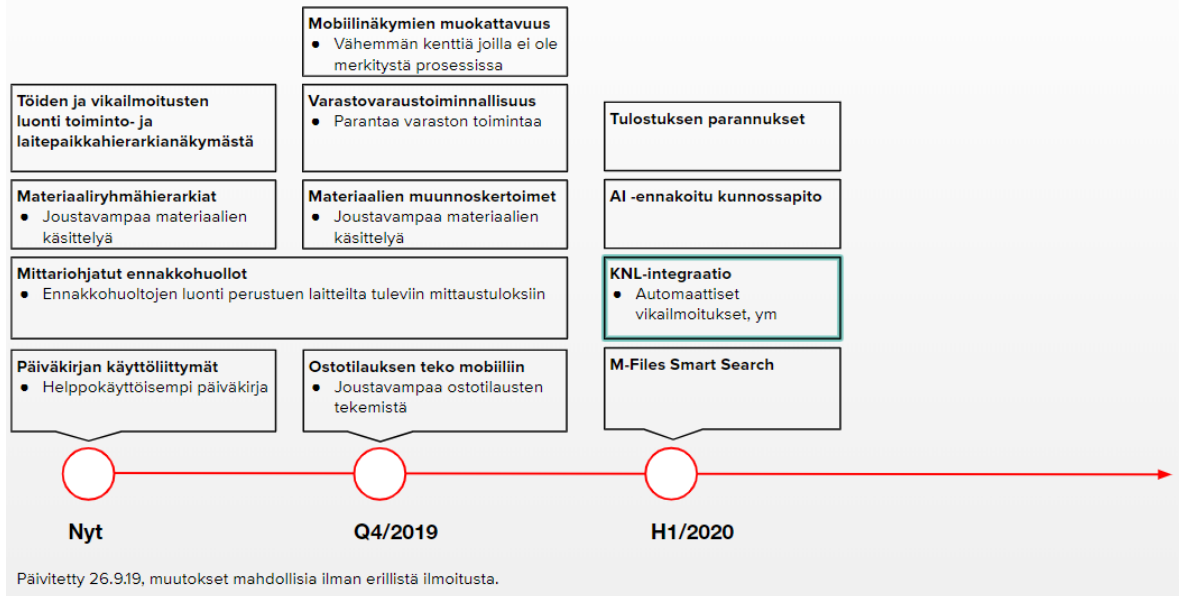 Mobiilinäkymien muokattavuus
● Vähemmän kenttiä joilla ei ole
merkitystä prosessissa
Töiden ja vikailmoitusten
luonti toiminto- ja
laitepaikkahierarkianäkymästä
Varastovaraustoiminnallisuus
● Parantaa varaston toimintaa
Tulostuksen parannukset
Materiaaliryhmähierarkiat
● Joustavampaa materiaalien
käsittelyä
Materiaalien muunnoskertoimet
● Joustavampaa materiaalien
käsittelyä
AI -ennakoitu kunnossapito
Mittariohjatut ennakkohuollot
● Ennakkohuoltojen luonti perustuen laitteilta tuleviin mittaustuloksiin
KNL-integraatio
● Automaattiset
vikailmoitukset, ym
Päiväkirjan käyttöliittymät
● Helppokäyttöisempi päiväkirja
Ostotilauksen teko mobiiliin
● Joustavampaa ostotilausten
tekemistä
M-Files Smart Search
Nyt
Q4/2019
H1/2020
Päivitetty 26.9.19, muutokset mahdollisia ilman erillistä ilmoitusta.